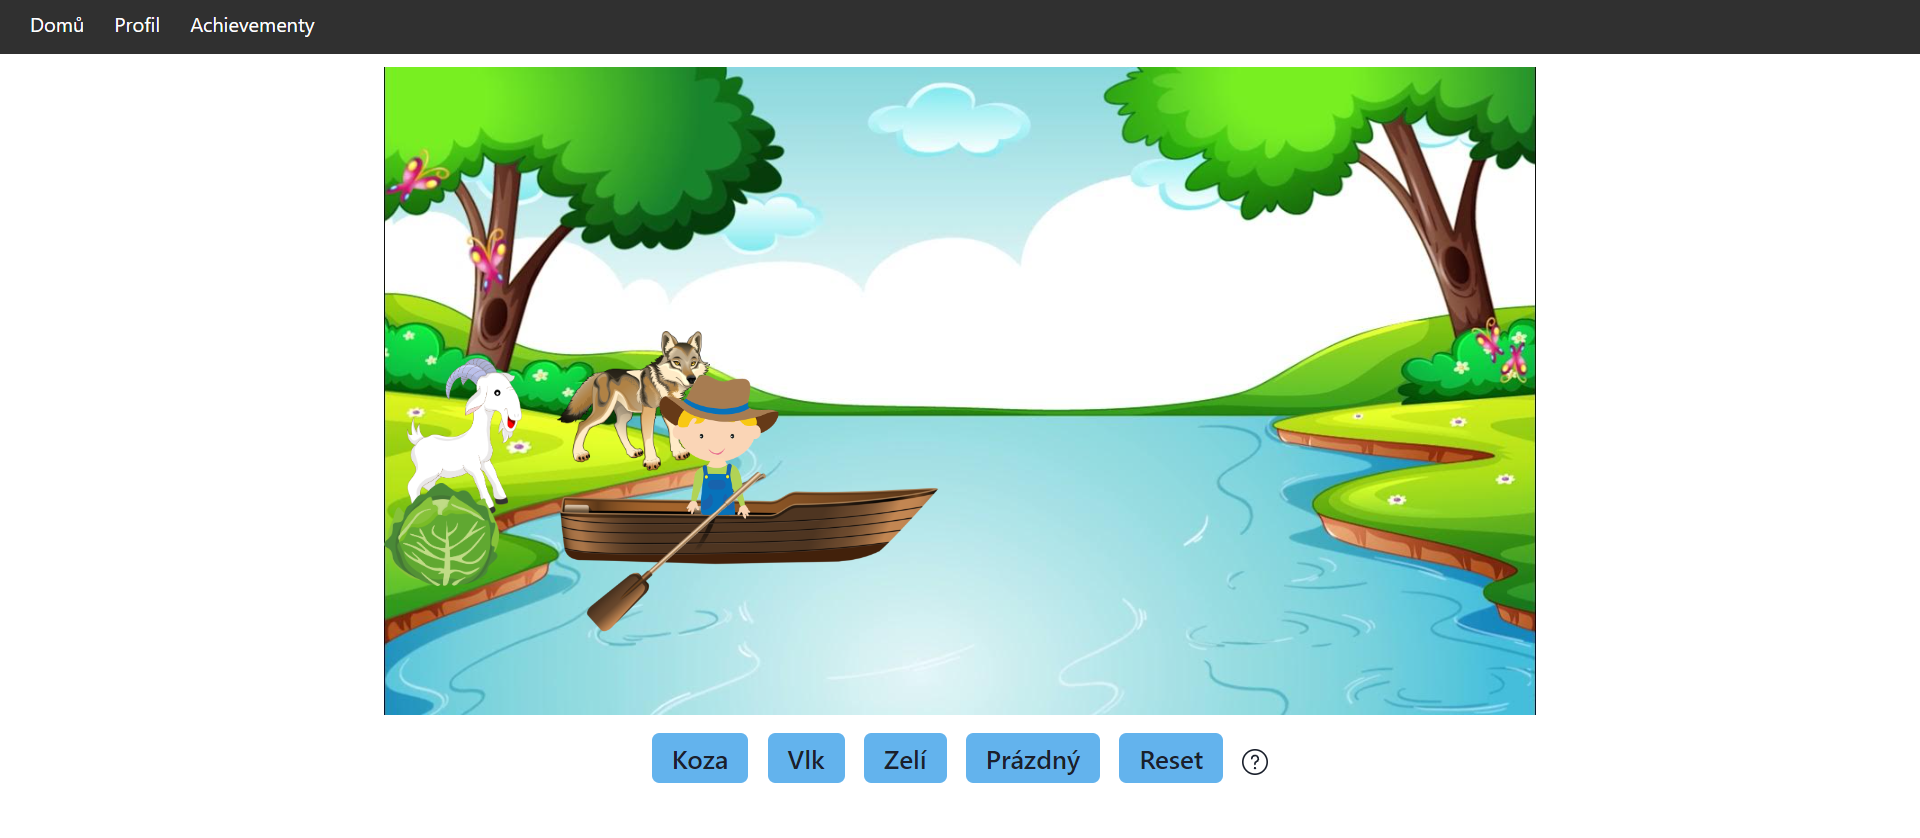 Domů Profil Achievementy
Koza Vlk Zelí Prázdný Reset ?